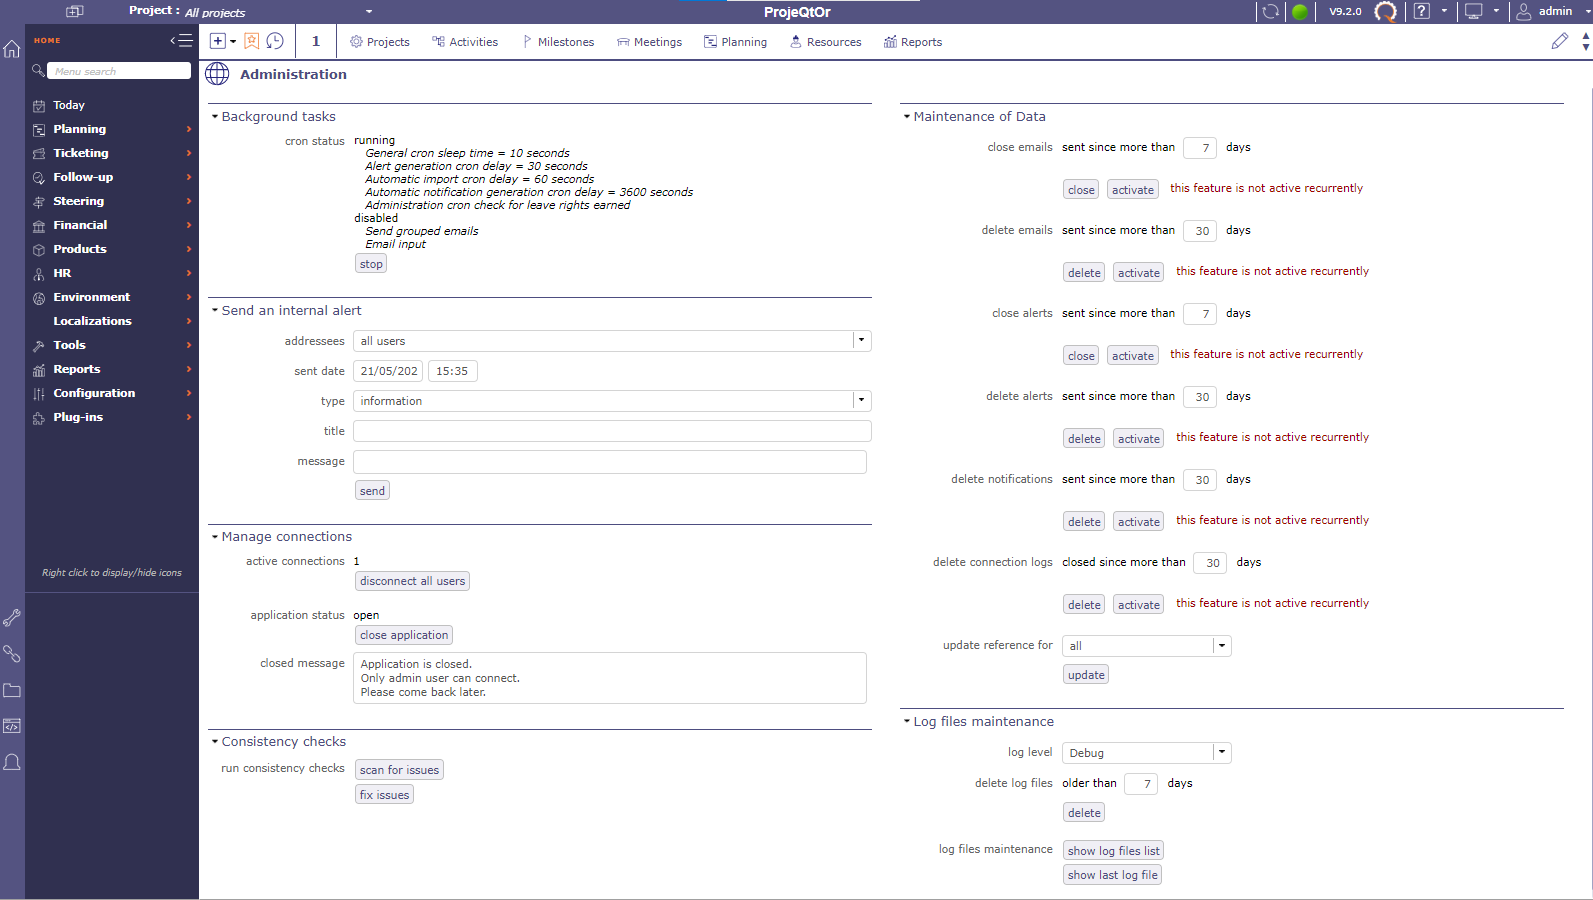 Project : All projects
ProjeQtOr
V9.2.0
admin
HOME
Menu search
Today
Planning
Ticketing
Follow-up
Steering
Financial
Products
HR
Environment
Localizations
Tools
Reports
Configuration
Plug-ins
Right click to display/hide icons
1
Projects
Activities
Milestones
Meetings
Planning
Resources
Reports
Administration
Background tasks
cron status running
General cron sleep time = 10 seconds
Alert generation cron delay = 30 seconds
Automatic import cron delay = 60 seconds
Automatic notification generation cron delay = 3600 seconds
Administration cron check for leave rights earned
disabled
Send grouped emails
Email input
stop
Send an internal alert
addressees all users
sent date 21/05/202 15:35
type information
title
message
send
Manage connections
active connections 1
disconnect all users
application status open
close application
closed message Application is closed.
Only admin user can connect.
Please come back later.
Consistency checks
run consistency checks scan for issues
fix issues
Maintenance of Data
close emails sent since more than 7 days
close activate this feature is not active recurrently
delete emails sent since more than 30 days
delete activate this feature is not active recurrently
close alerts sent since more than 7 days
close activate this feature is not active recurrently
delete alerts sent since more than 30 days
delete activate this feature is not active recurrently
delete notifications sent since more than 30 days
delete activate this feature is not active recurrently
delete connection logs closed since more than 30 days
delete activate this feature is not active recurrently
update reference for all
update
Log files maintenance
log level Debug
delete log files older than 7 days
delete
log files maintenance show log files list
show last log file